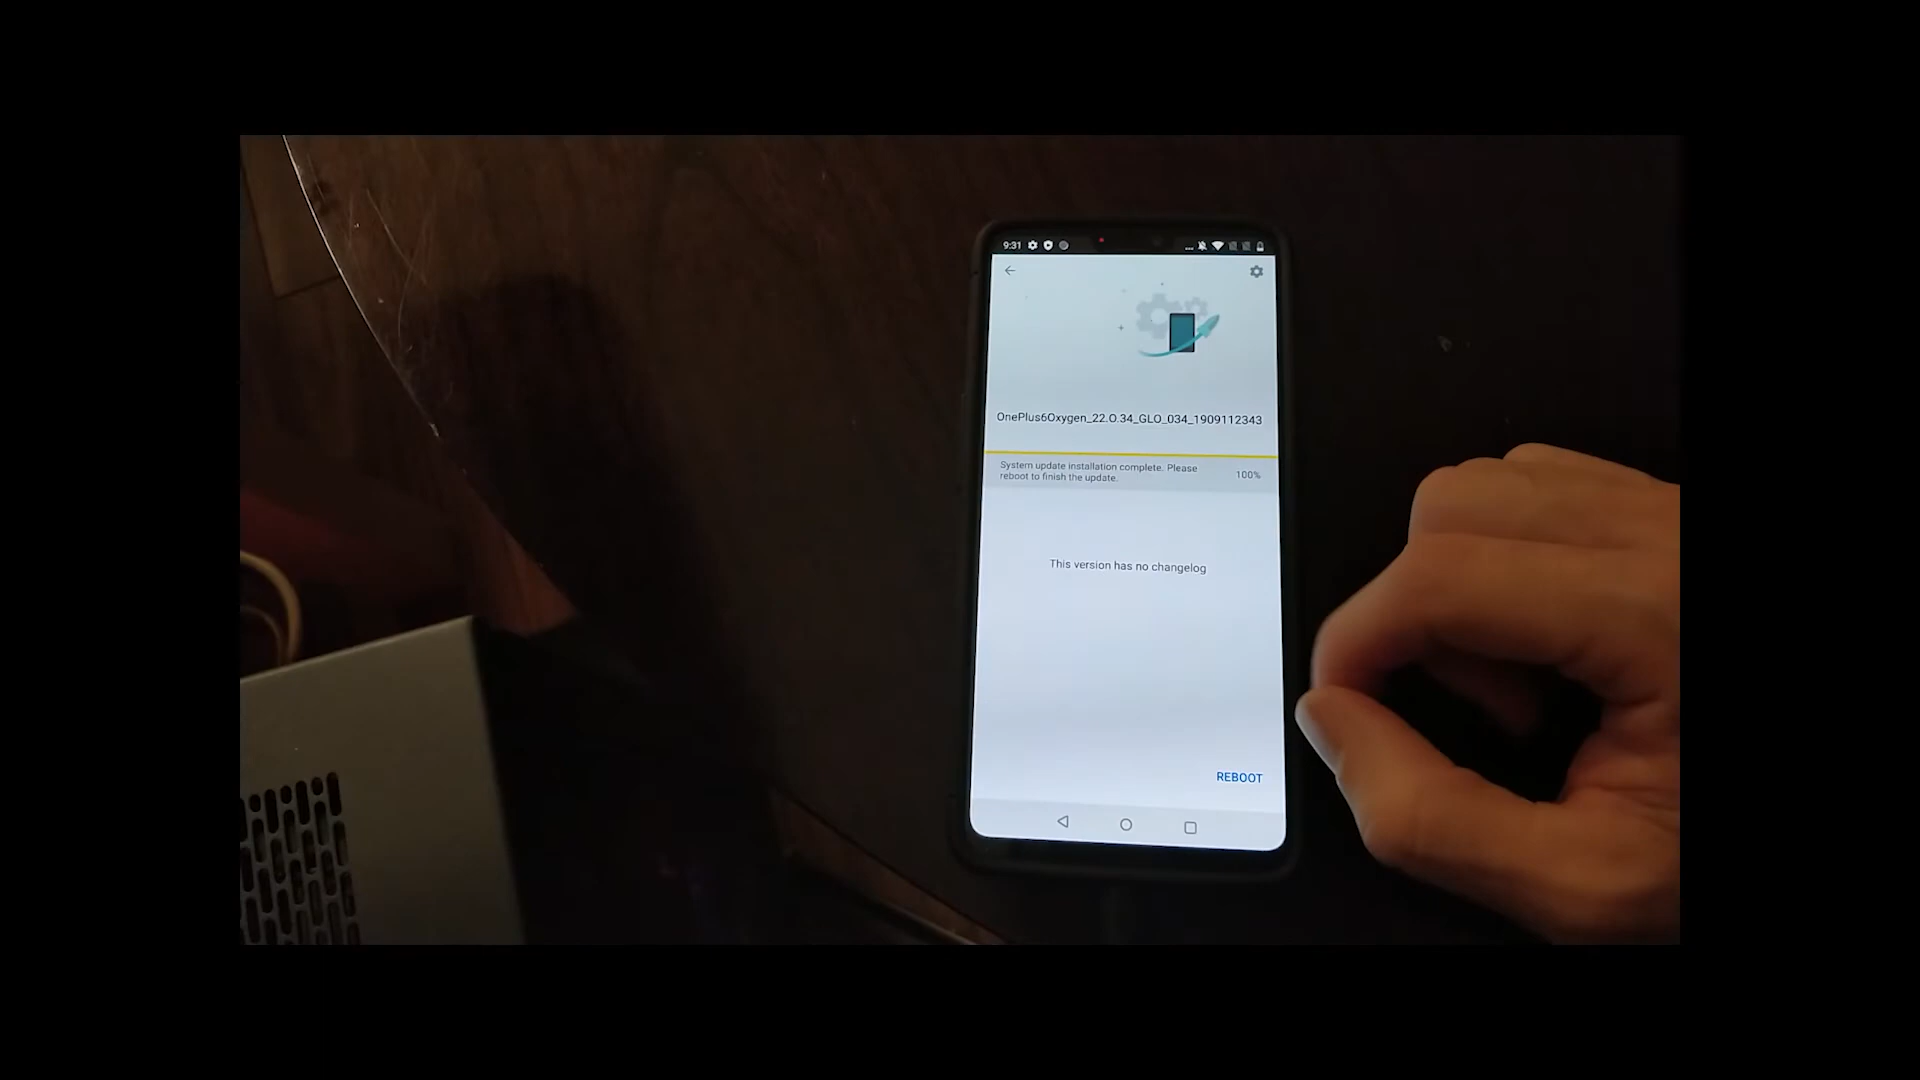 9:31
OnePlus6Oxygen_22.O.34_GLO_034_1909112343
System update installation complete. Please
reboot to finish the update.
100%
This version has no changelog
REBOOT